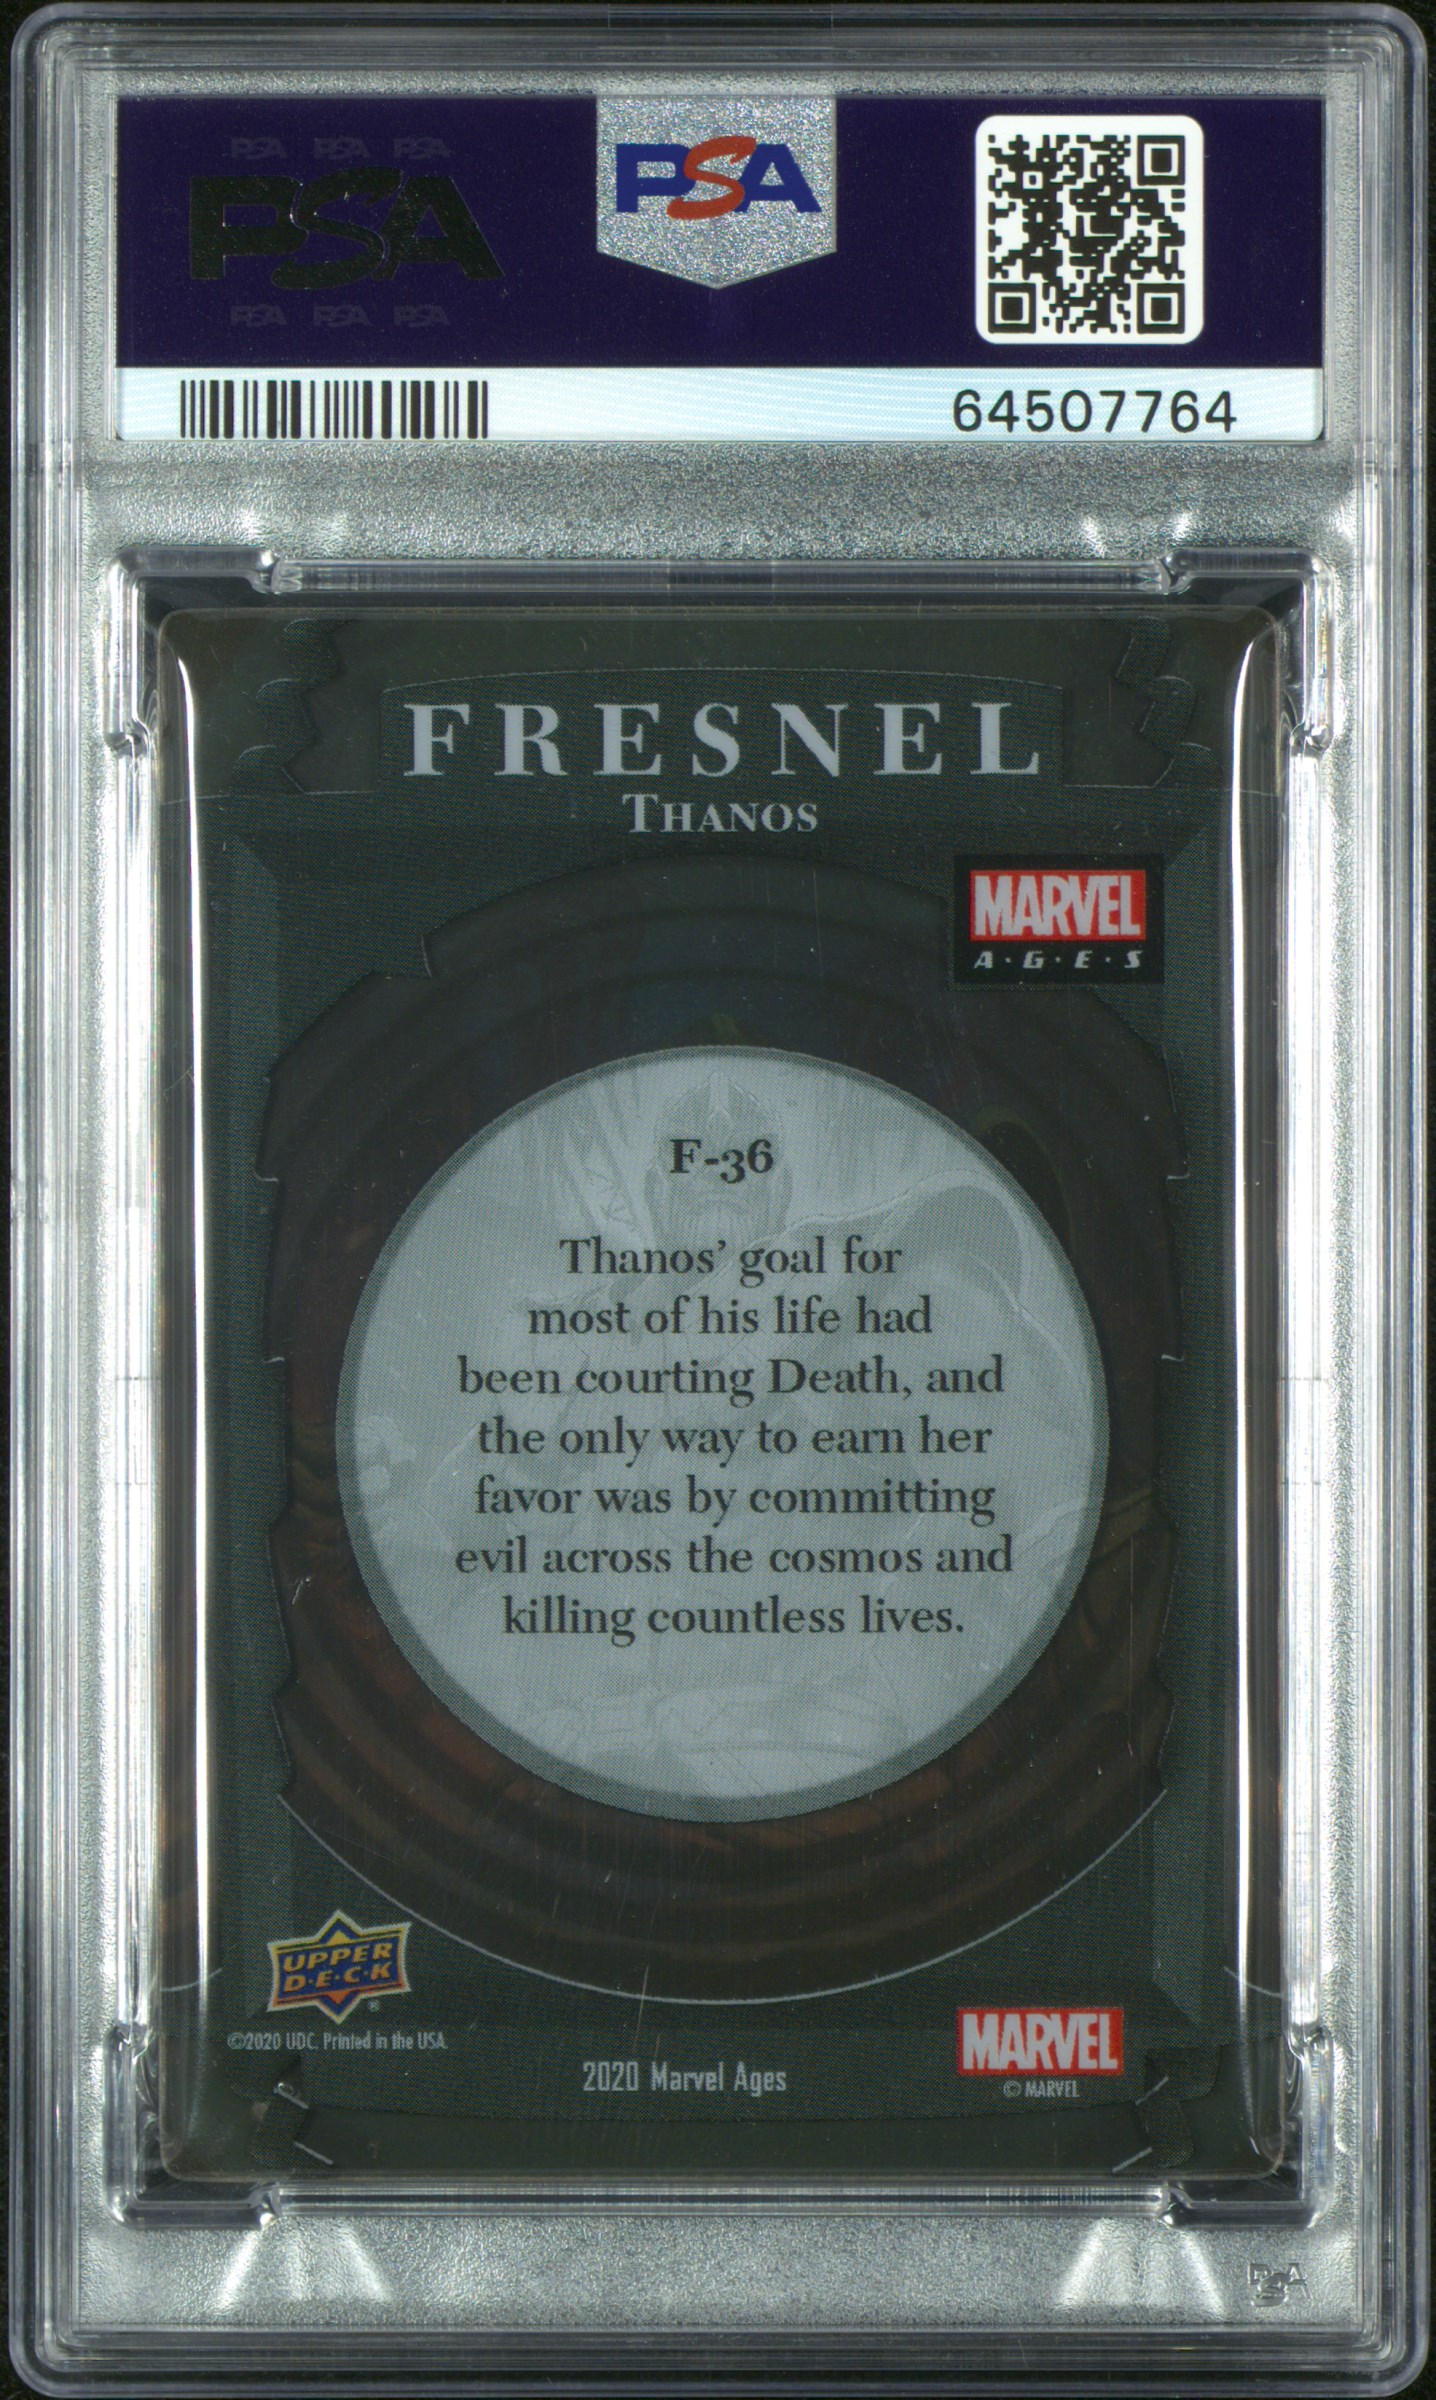 PSA PSA PSA
PSA
PSA PSA PSA
PSA
64507764
FRESNEL
THANOS
MARVEL
A·G·E·S
F-36
Thanos’ goal for
most of his life had
been courting Death, and
the only way to earn her
favor was by committing
evil across the cosmos and
killing countless lives.
UPPER
D·E·C·K
®
©2020 UDC. Printed in the USA.
2020 Marvel Ages
MARVEL
© MARVEL
PSA